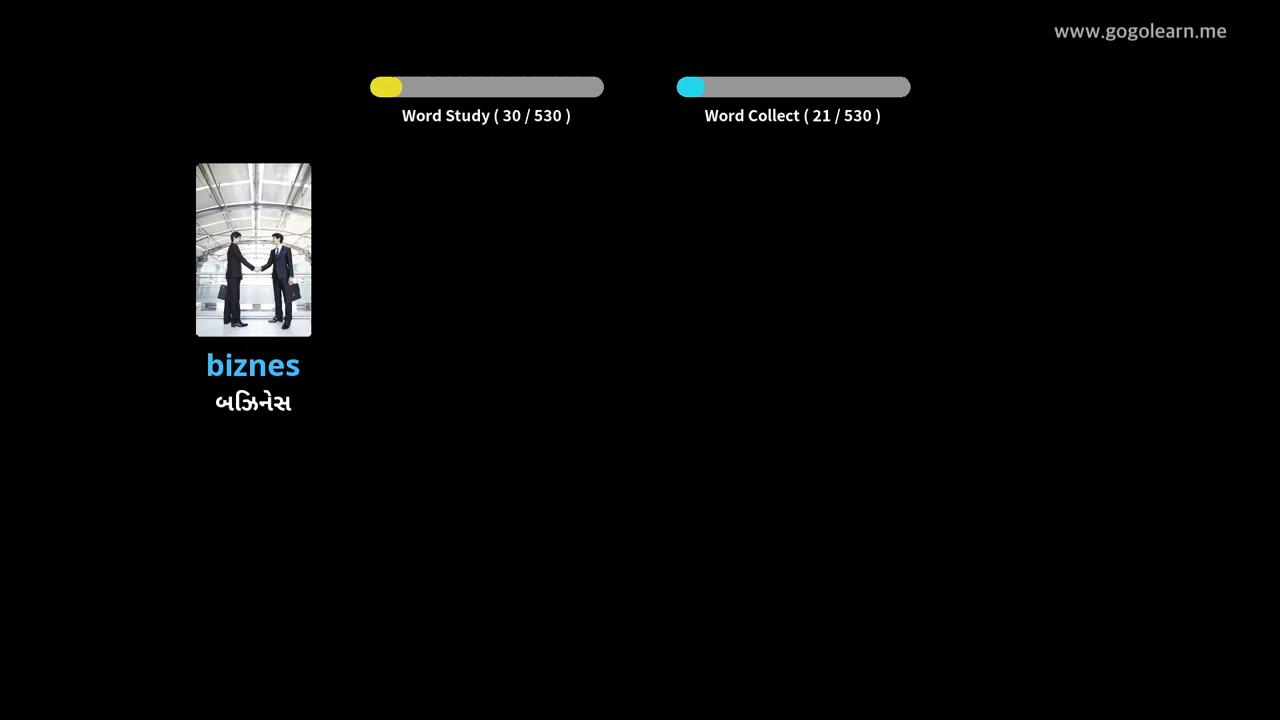 www.gogolearn.me
Word Study ( 30 / 530 )
Word Collect ( 21 / 530 )
biznes
બઝિનેસ